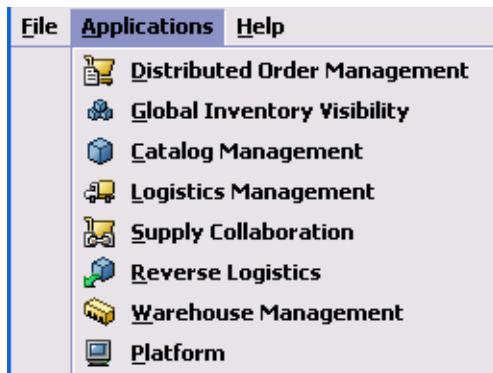 File Applications Help
Distributed Order Management
Global Inventory Visibility
Catalog Management
Logistics Management
Supply Collaboration
Reverse Logistics
Warehouse Management
Platform